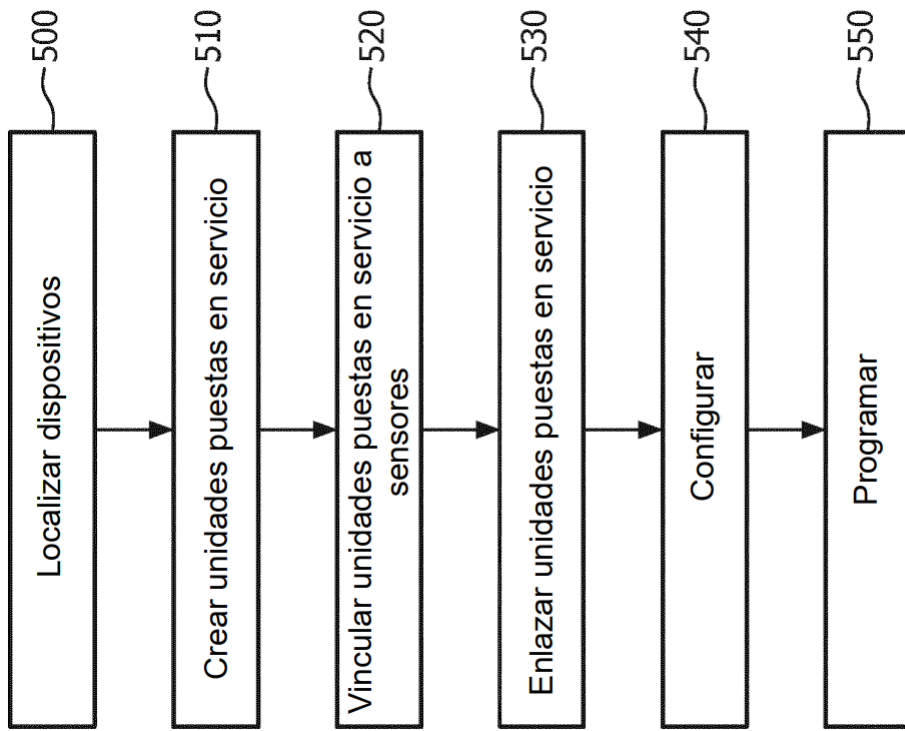 Localizar dispositivos
500
Crear unidades puestas en servicio
510
Vincular unidades puestas en servicio a
sensores
520
Enlazar unidades puestas en servicio
530
Configurar
540
Programar
550